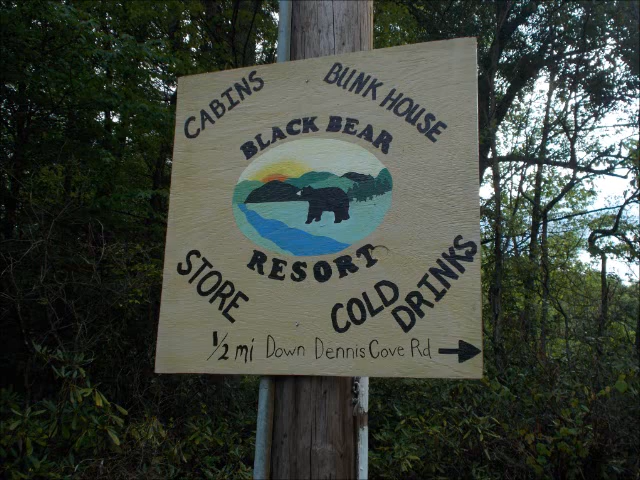 CABINS
BUNK HOUSE
BLACK BEAR
RESORT
STORE
COLD
DRINKS
1/2 mi Down Dennis Cove Rd